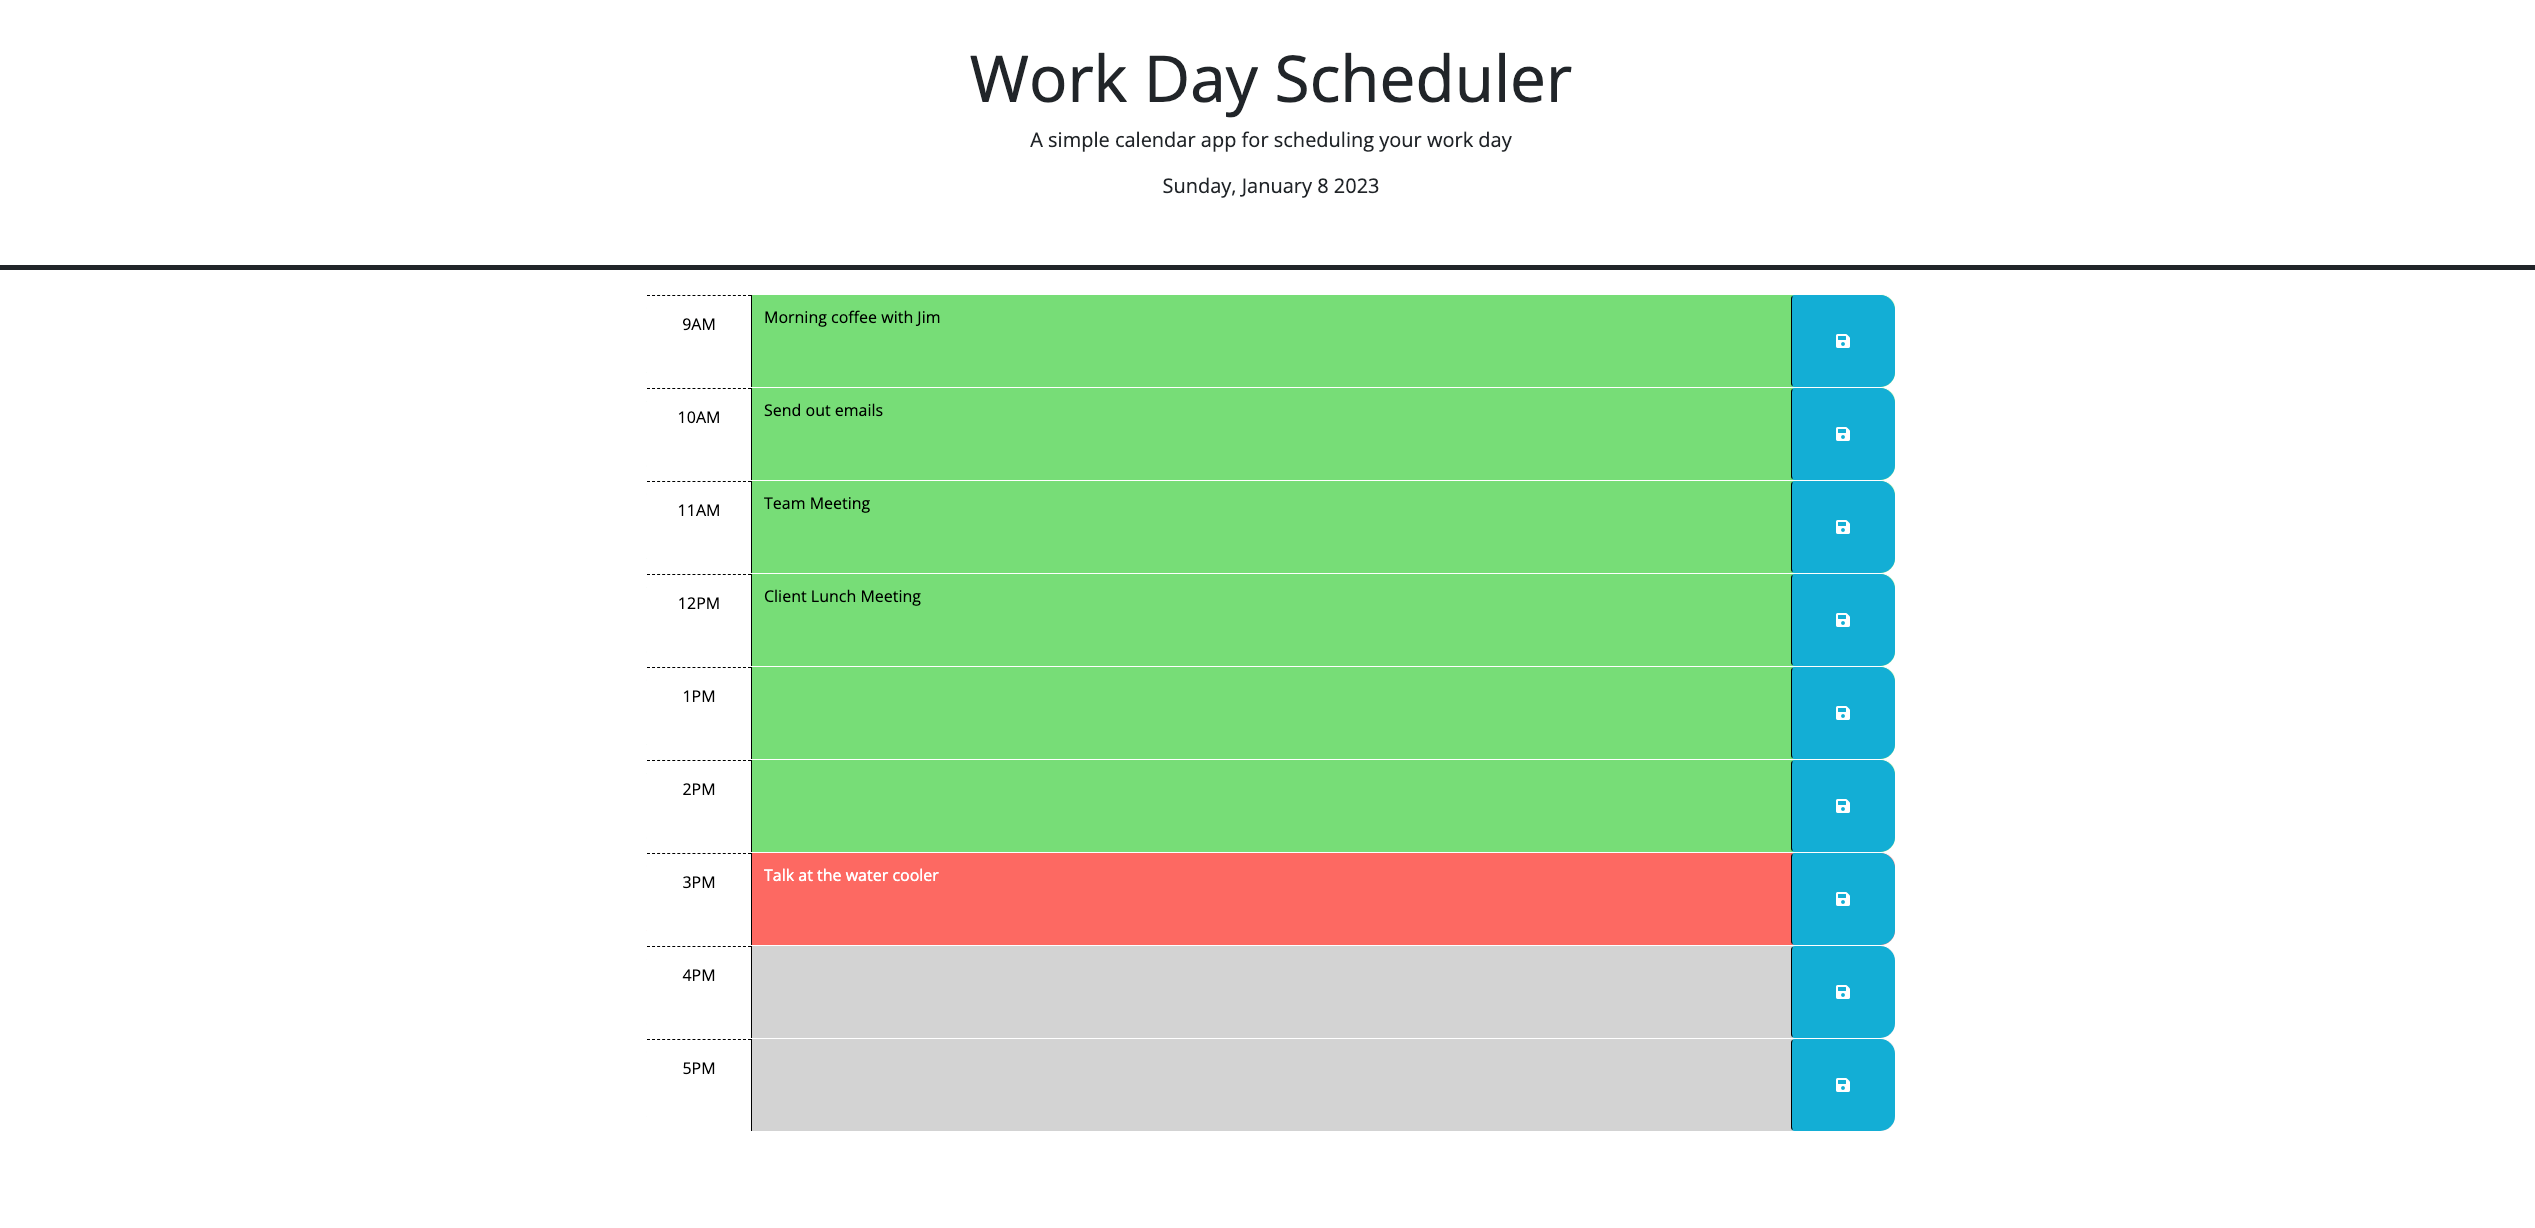 Work Day Scheduler
A simple calendar app for scheduling your work day
Sunday, January 8 2023
9AM
Morning coffee with Jim
10AM
Send out emails
11AM
Team Meeting
12PM
Client Lunch Meeting
1PM
2PM
3PM
Talk at the water cooler
4PM
5PM